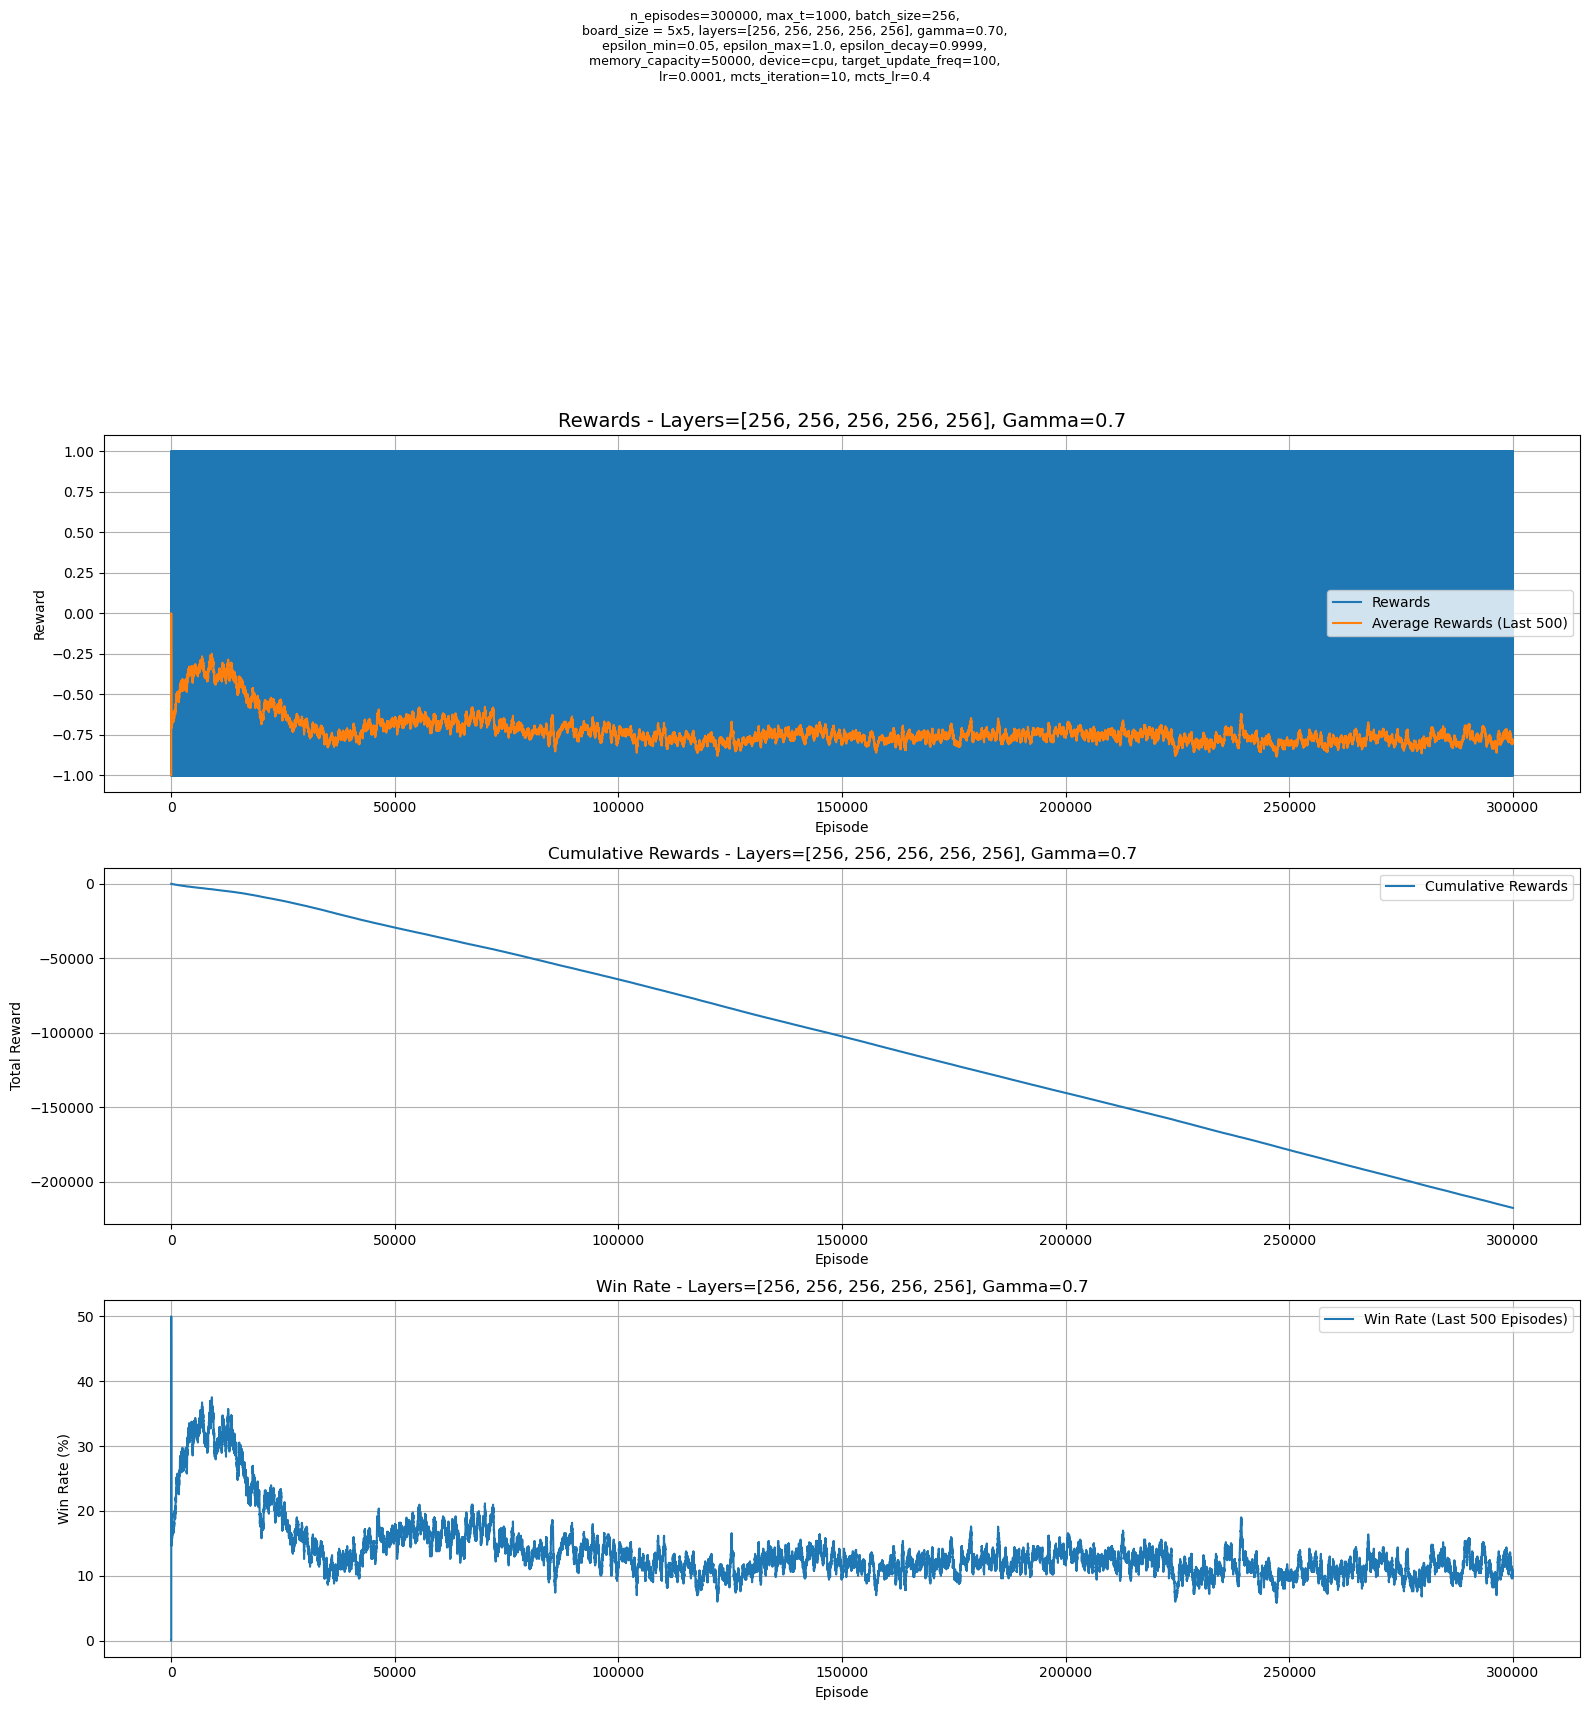 n_episodes=300000, max_t=1000, batch_size=256,
board_size = 5x5, layers=[256, 256, 256, 256, 256], gamma=0.70,
epsilon_min=0.05, epsilon_max=1.0, epsilon_decay=0.9999,
memory_capacity=50000, device=cpu, target_update_freq=100,
lr=0.0001, mcts_iteration=10, mcts_lr=0.4
Rewards - Layers=[256, 256, 256, 256, 256], Gamma=0.7
1.00
0.75
0.50
0.25
0.00
−0.25
−0.50
−0.75
−1.00
Reward
Rewards
Average Rewards (Last 500)
0 50000 100000 150000 200000 250000 300000
Episode
Cumulative Rewards - Layers=[256, 256, 256, 256, 256], Gamma=0.7
0
−50000
−100000
−150000
−200000
Total Reward
Cumulative Rewards
0 50000 100000 150000 200000 250000 300000
Episode
Win Rate - Layers=[256, 256, 256, 256, 256], Gamma=0.7
50
40
30
20
10
0
Win Rate (%)
Win Rate (Last 500 Episodes)
0 50000 100000 150000 200000 250000 300000
Episode